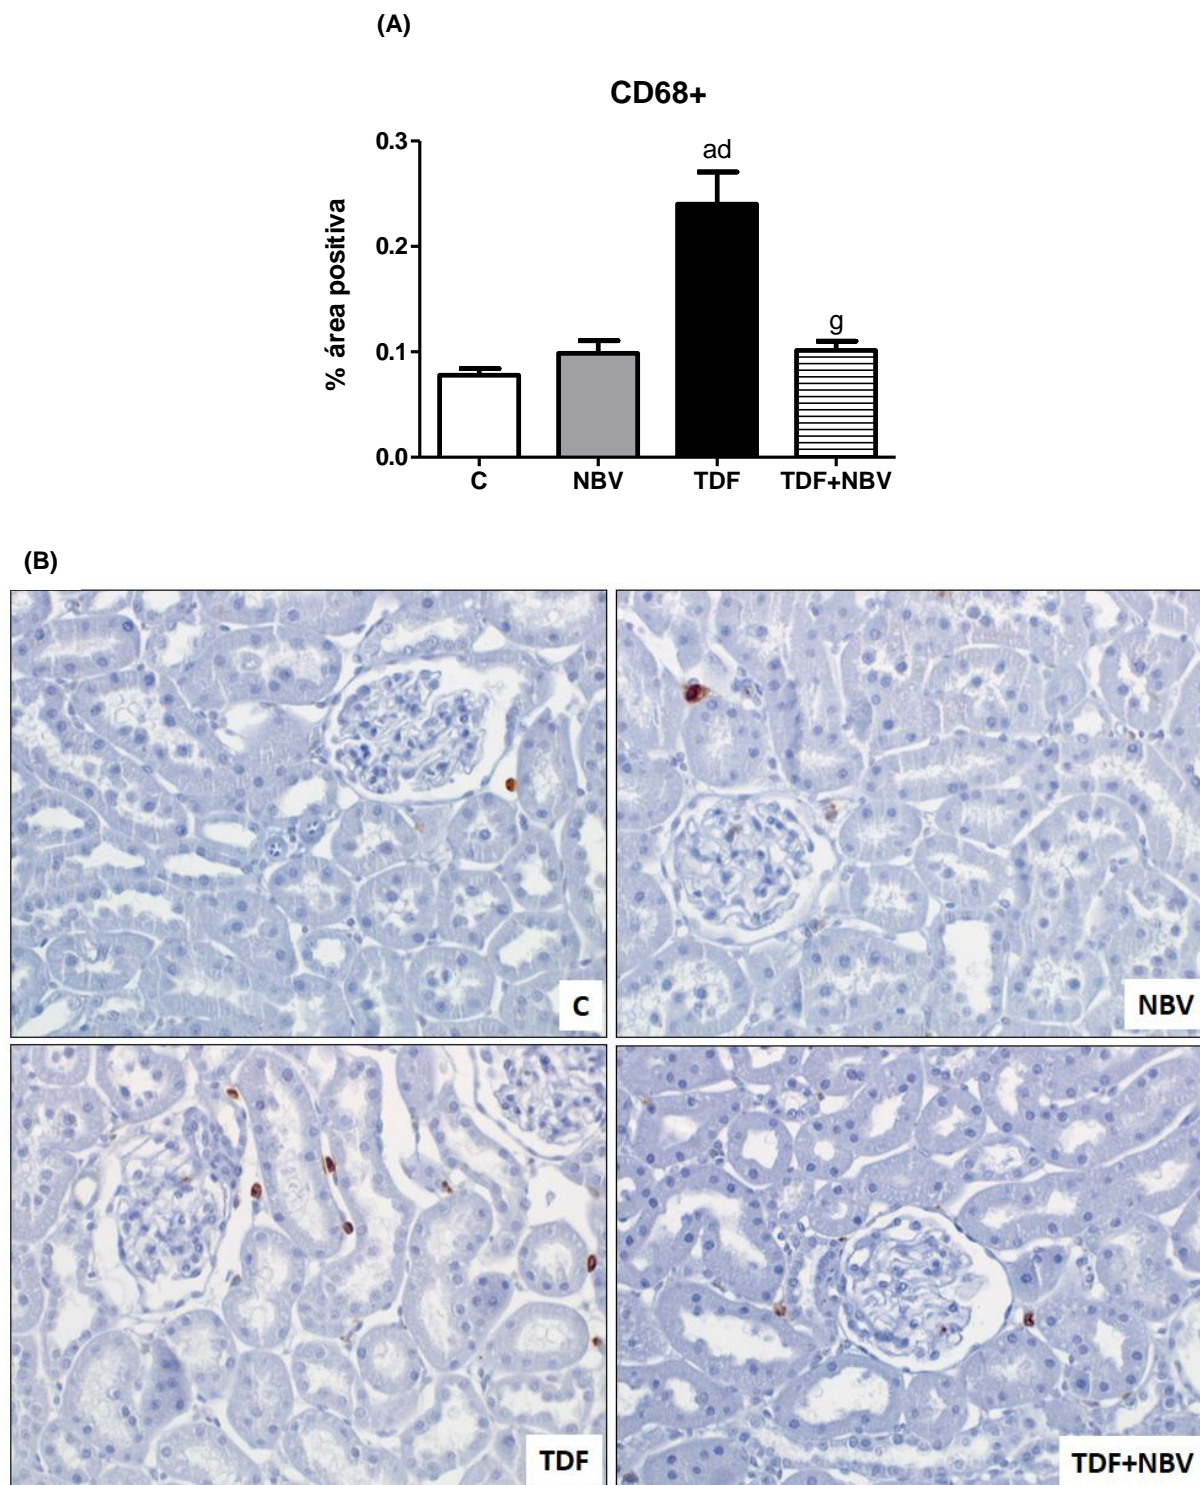 (A)
CD68+
% área positiva
0.3
0.2
0.1
0.0
ad
g
C NBV TDF TDF+NBV
(B)
C
NBV
TDF
TDF+NBV